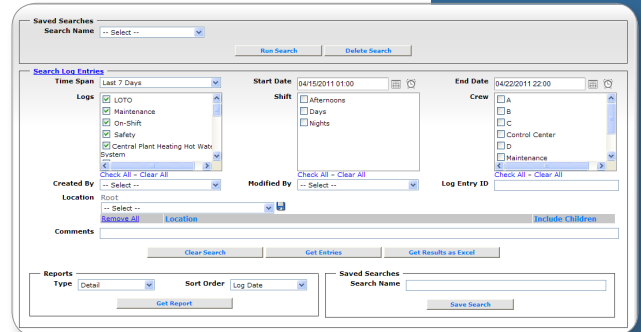 Saved Searches
Search Name -- Select --
Run Search Delete Search
Search Log Entries
Time Span Last 7 Days Start Date 04/15/2011 01:00 End Date 04/22/2011 22:00
Logs Shift Crew
LOTO Afternoons A
Maintenance Days B
On-Shift Nights C
Safety Control Center
Central Plant Heating Hot Wate D
System Maintenance
Check All - Clear All Check All - Clear All Check All - Clear All
Created By -- Select -- Modified By -- Select -- Log Entry ID
Location Root
-- Select --
Remove All Location Include Children
Comments
Clear Search Get Entries Get Results as Excel
Reports Saved Searches
Type Detail Sort Order Log Date Search Name
Get Report Save Search